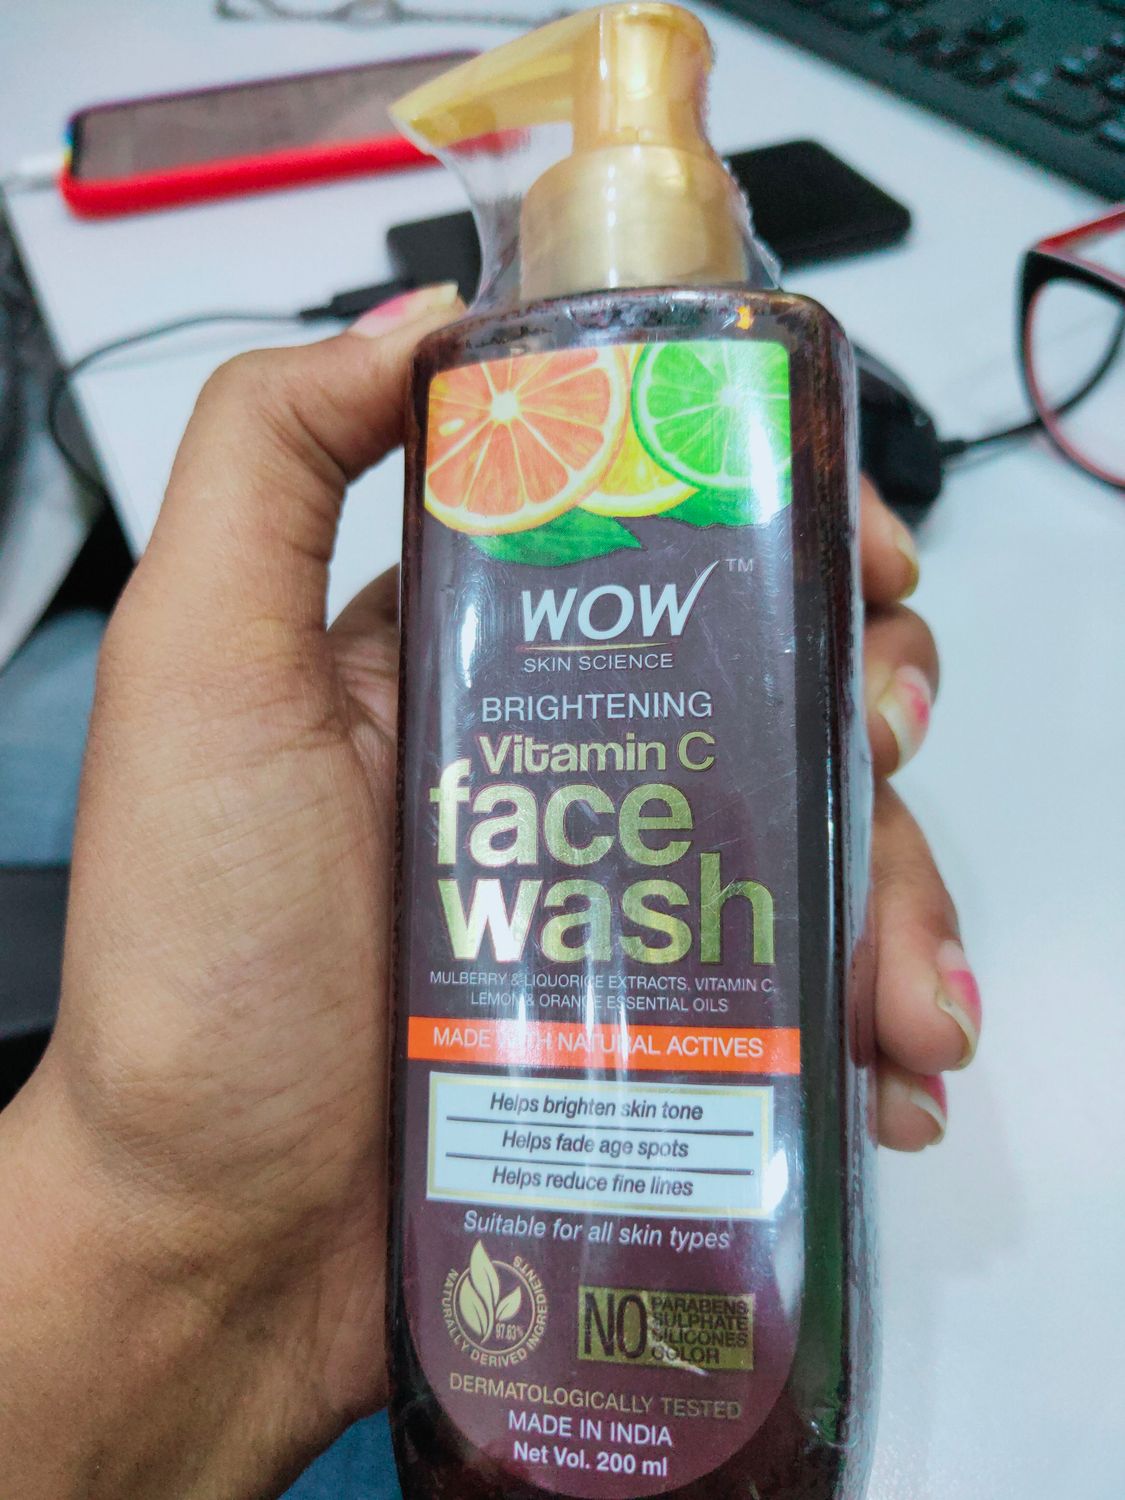 WOW
TM
SKIN SCIENCE
BRIGHTENING
Vitamin C
face
wash
MULBERRY & LIQUORICE EXTRACTS, VITAMIN C,
LEMON & ORANGE ESSENTIAL OILS
MADE WITH NATURAL ACTIVES
Helps brighten skin tone
Helps fade age spots
Helps reduce fine lines
Suitable for all skin types
NATURALLY DERIVED INGREDIENTS
97.83%
NO
PARABENS
SULPHATE
SILICONES
COLOR
DERMATOLOGICALLY TESTED
MADE IN INDIA
Net Vol. 200 ml